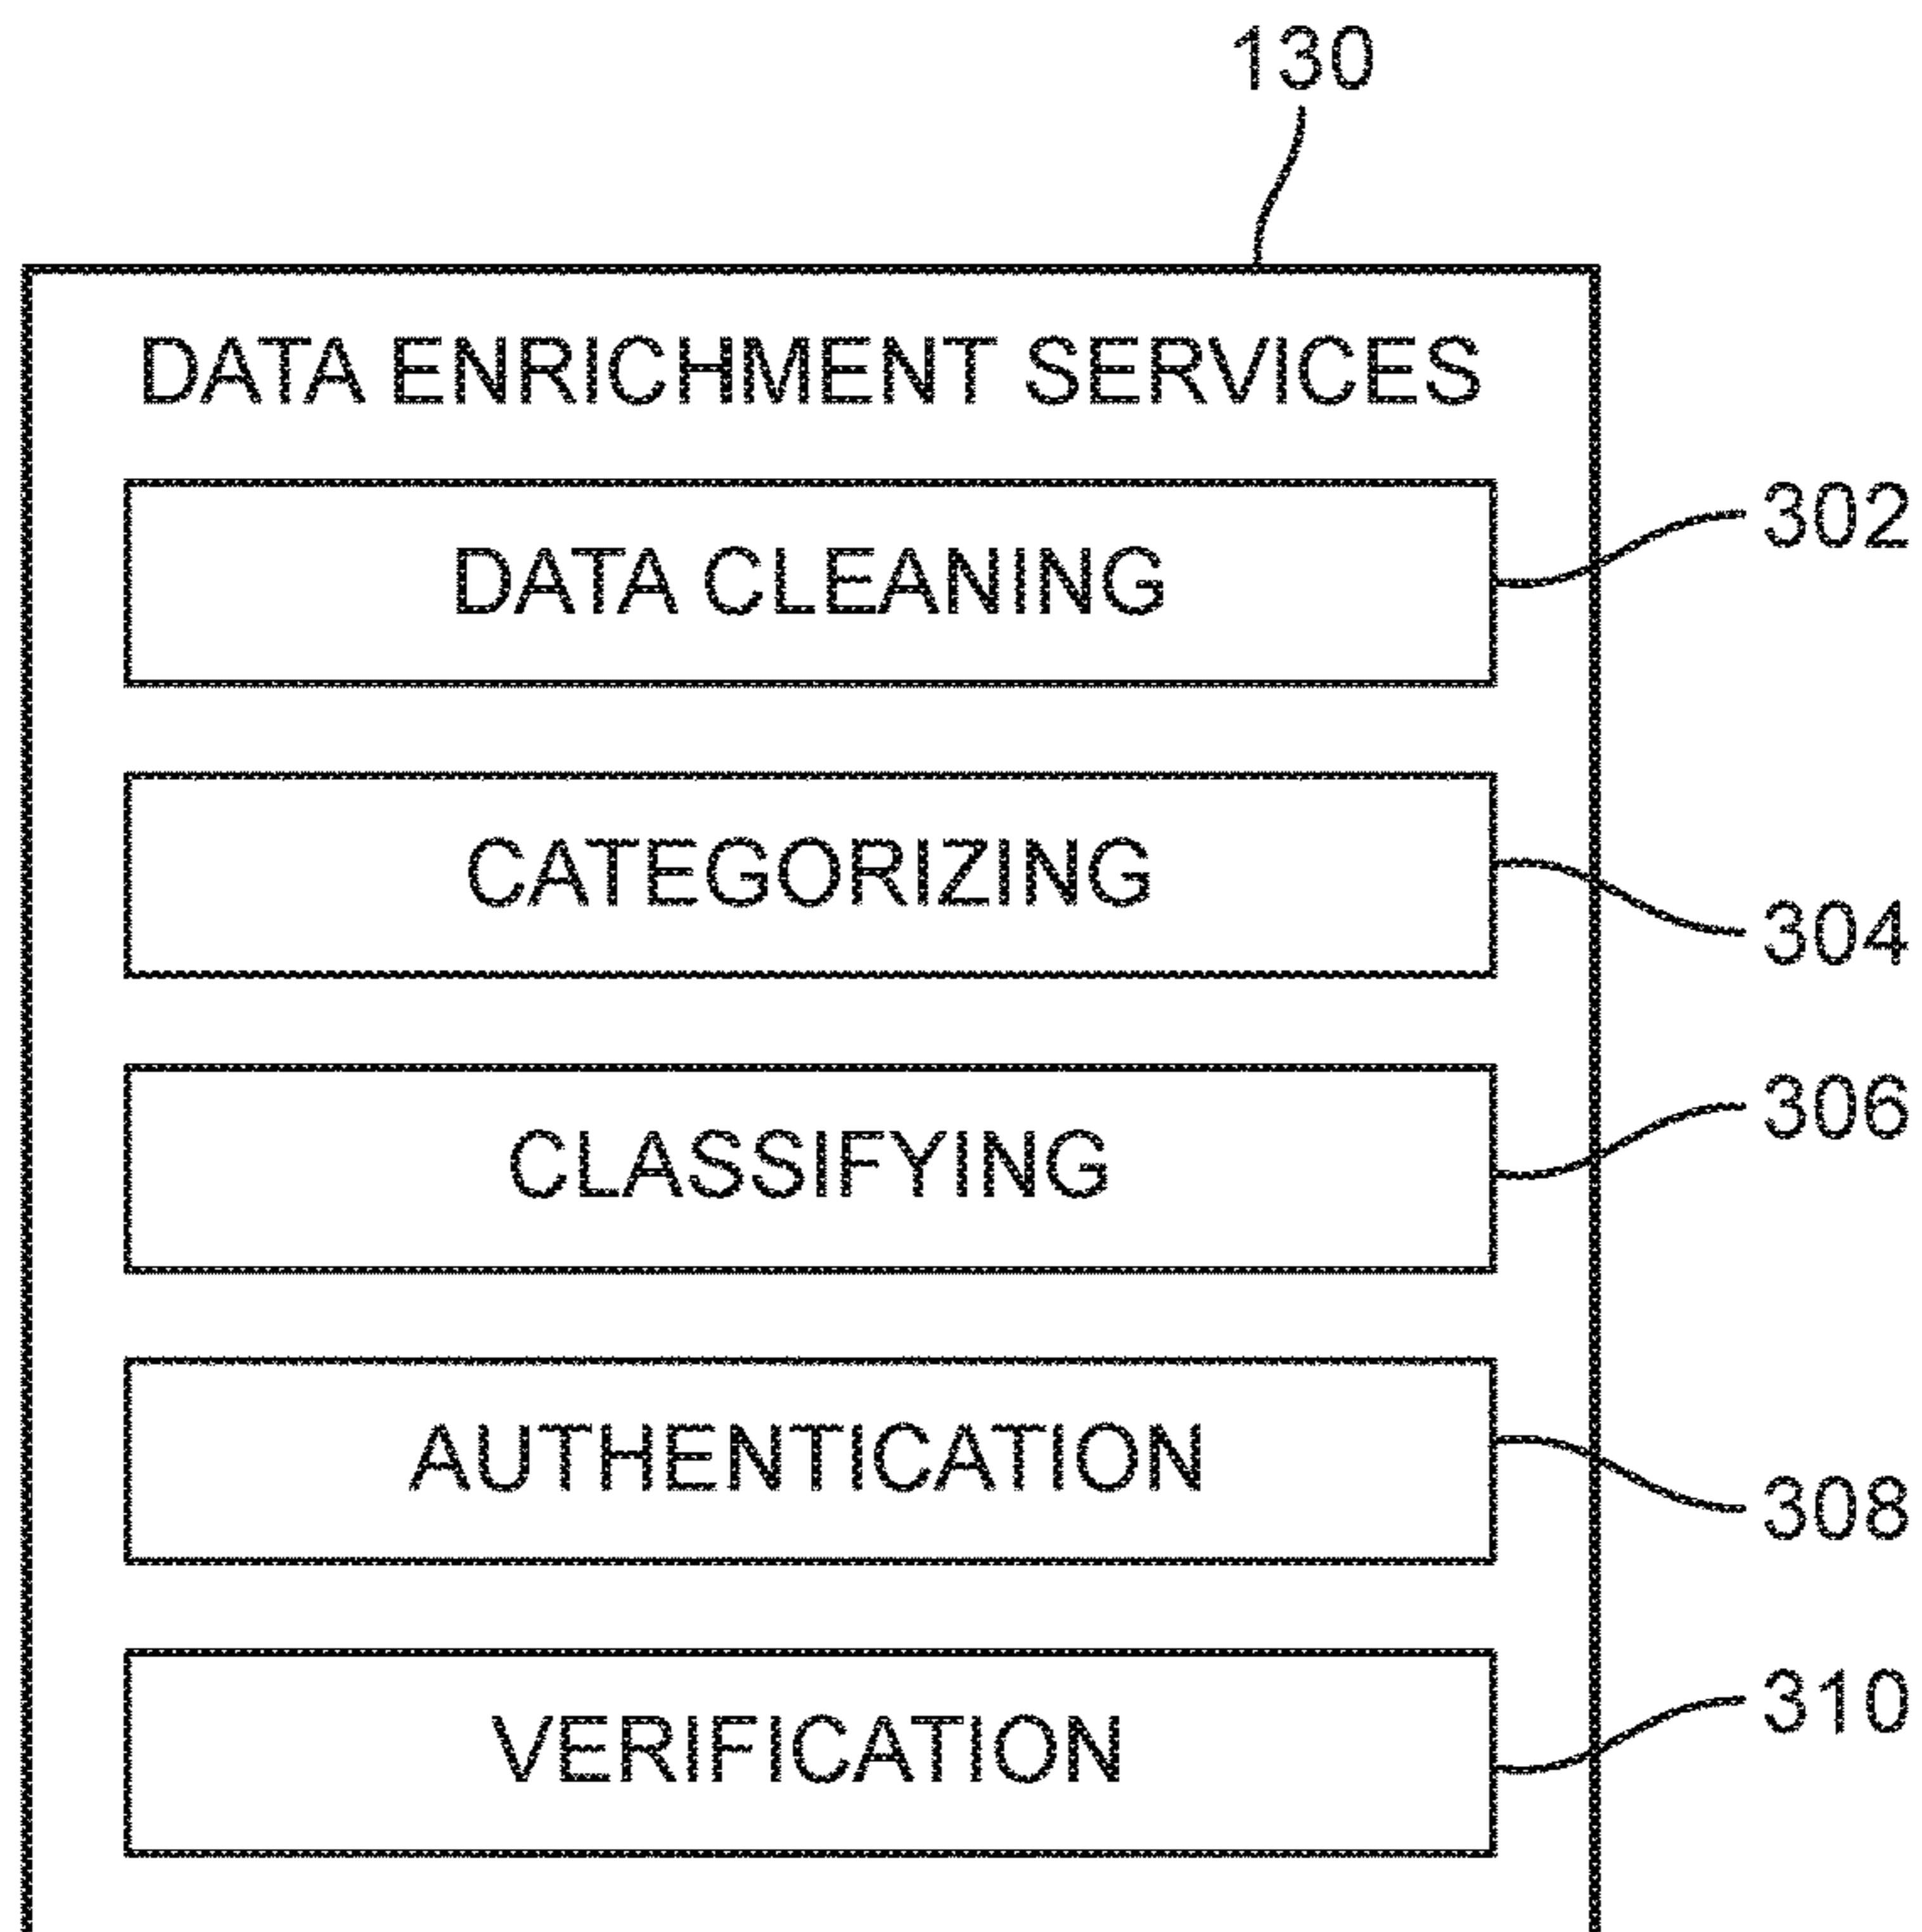 130
DATA ENRICHMENT SERVICES
DATA CLEANING
302
CATEGORIZING
304
CLASSIFYING
306
AUTHENTICATION
308
VERIFICATION
310